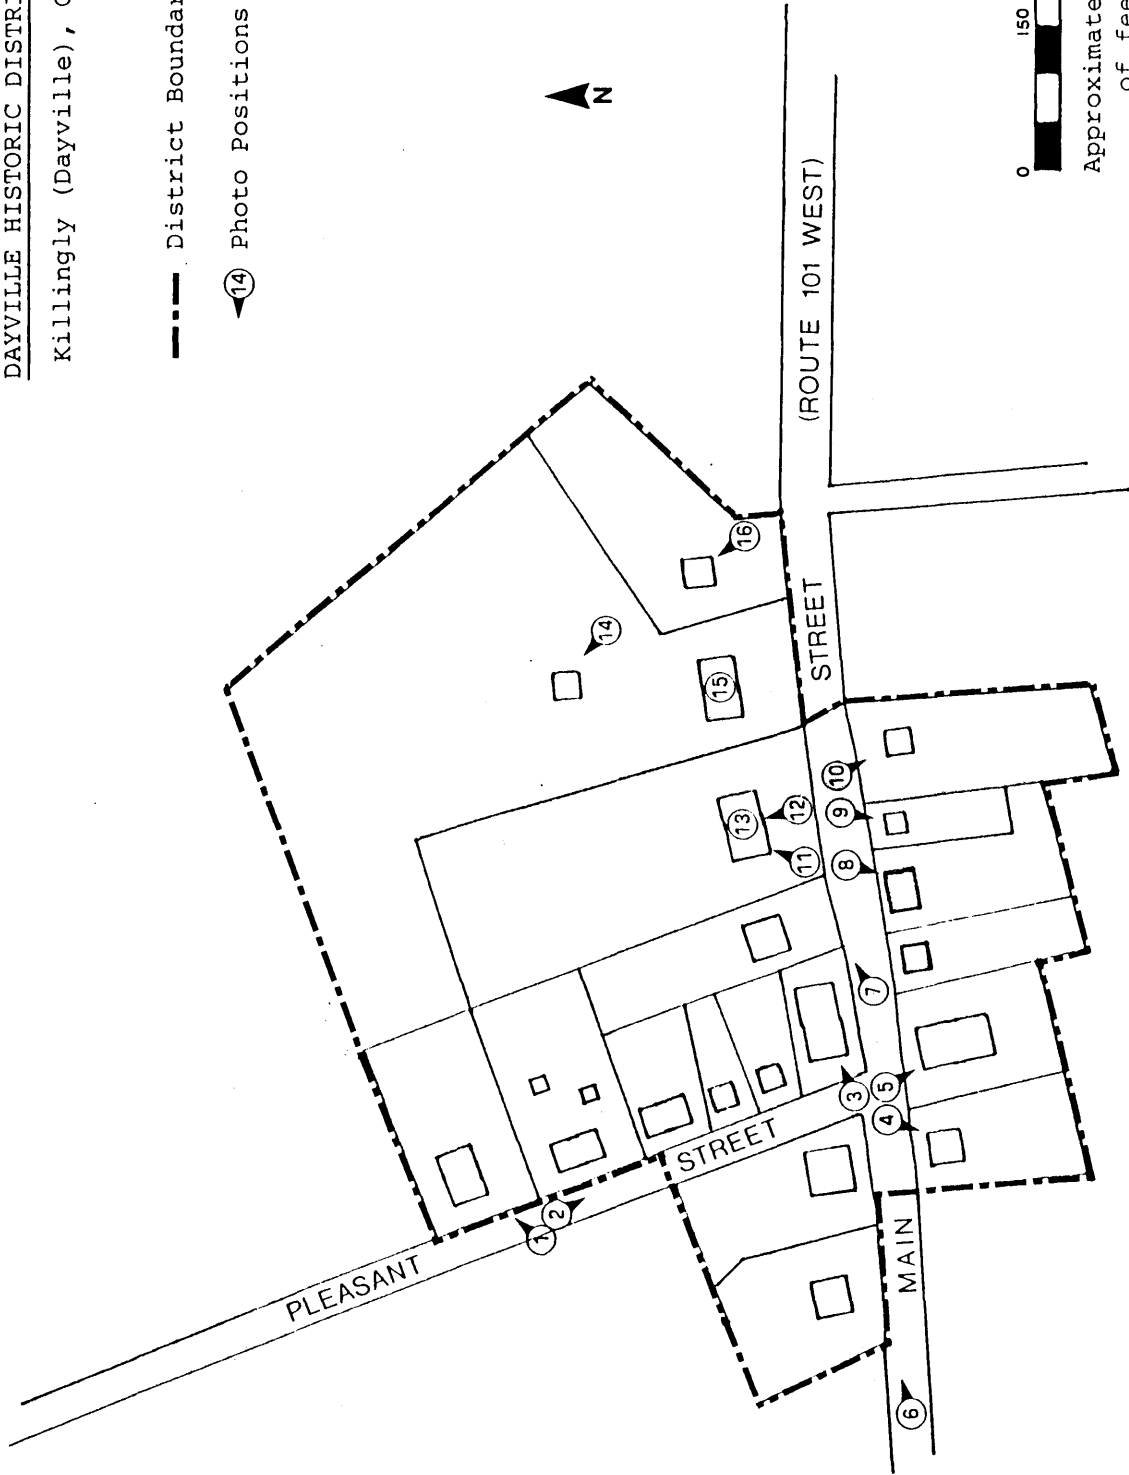 DAYVILLE HISTORIC DISTRI
Killingly (Dayville), C
District Boundar
14 Photo Positions
N
0 150
Approximate
of fee
PLEASANT
STREET
MAIN
STREET
(ROUTE 101 WEST)
1
2
3
4
5
6
7
8
9
10
11
12
13
14
15
16